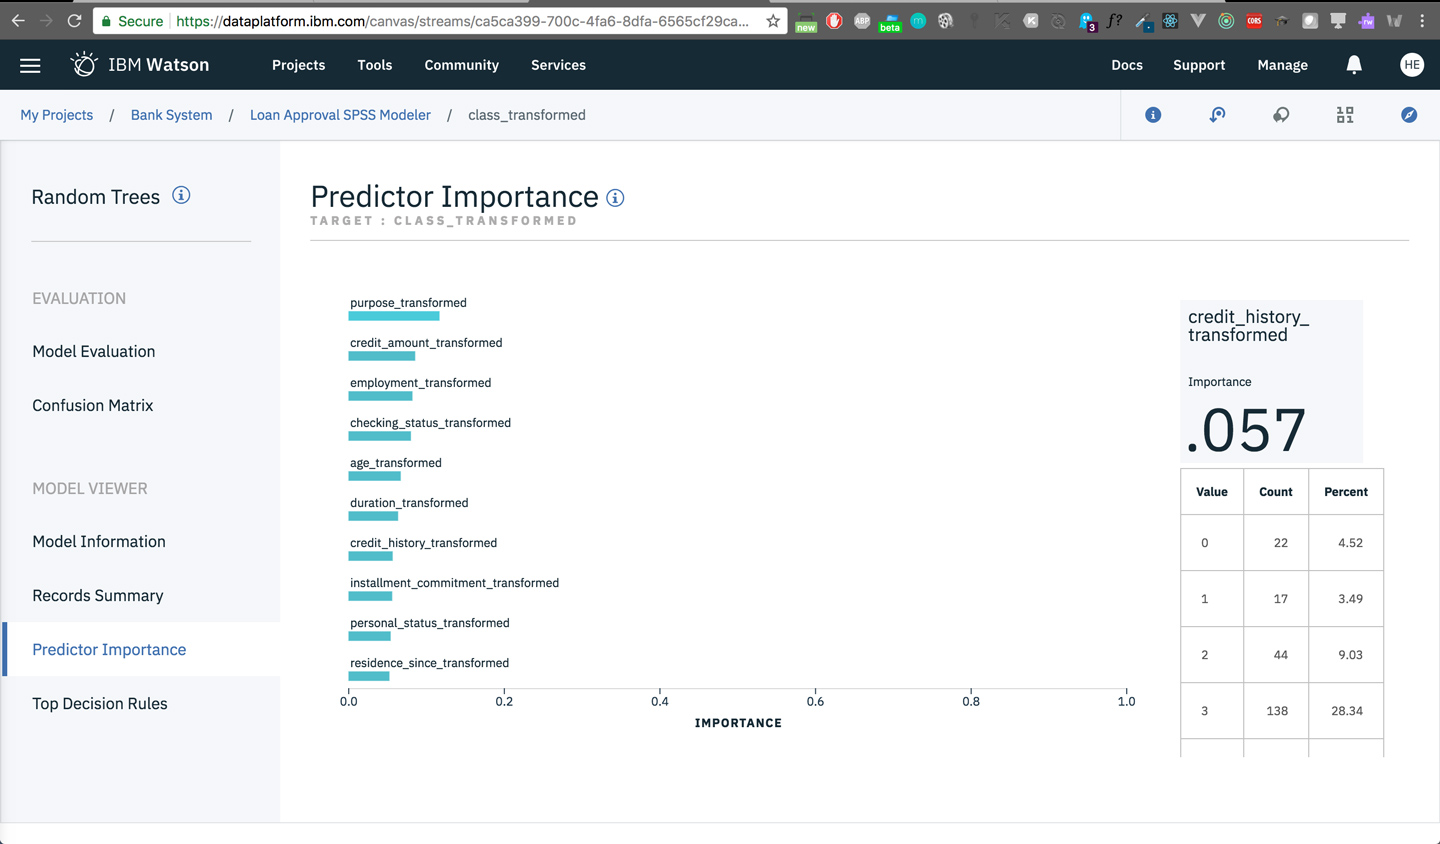 Secure https://dataplatform.ibm.com/canvas/streams/ca5ca399-700c-4fa6-8dfa-6565cf29ca...
new
ABP
beta
3
f?
CORS
rw
IBM Watson
Projects
Tools
Community
Services
Docs
Support
Manage
HE
My Projects / Bank System / Loan Approval SPSS Modeler / class_transformed
Random Trees
EVALUATION
Model Evaluation
Confusion Matrix
MODEL VIEWER
Model Information
Records Summary
Predictor Importance
Top Decision Rules
Predictor Importance
TARGET : CLASS_TRANSFORMED
purpose_transformed
credit_amount_transformed
employment_transformed
checking_status_transformed
age_transformed
duration_transformed
credit_history_transformed
installment_commitment_transformed
personal_status_transformed
residence_since_transformed
0.0 0.2 0.4 0.6 0.8 1.0
IMPORTANCE
credit_history_
transformed
Importance
.057
Value Count Percent
0 22 4.52
1 17 3.49
2 44 9.03
3 138 28.34